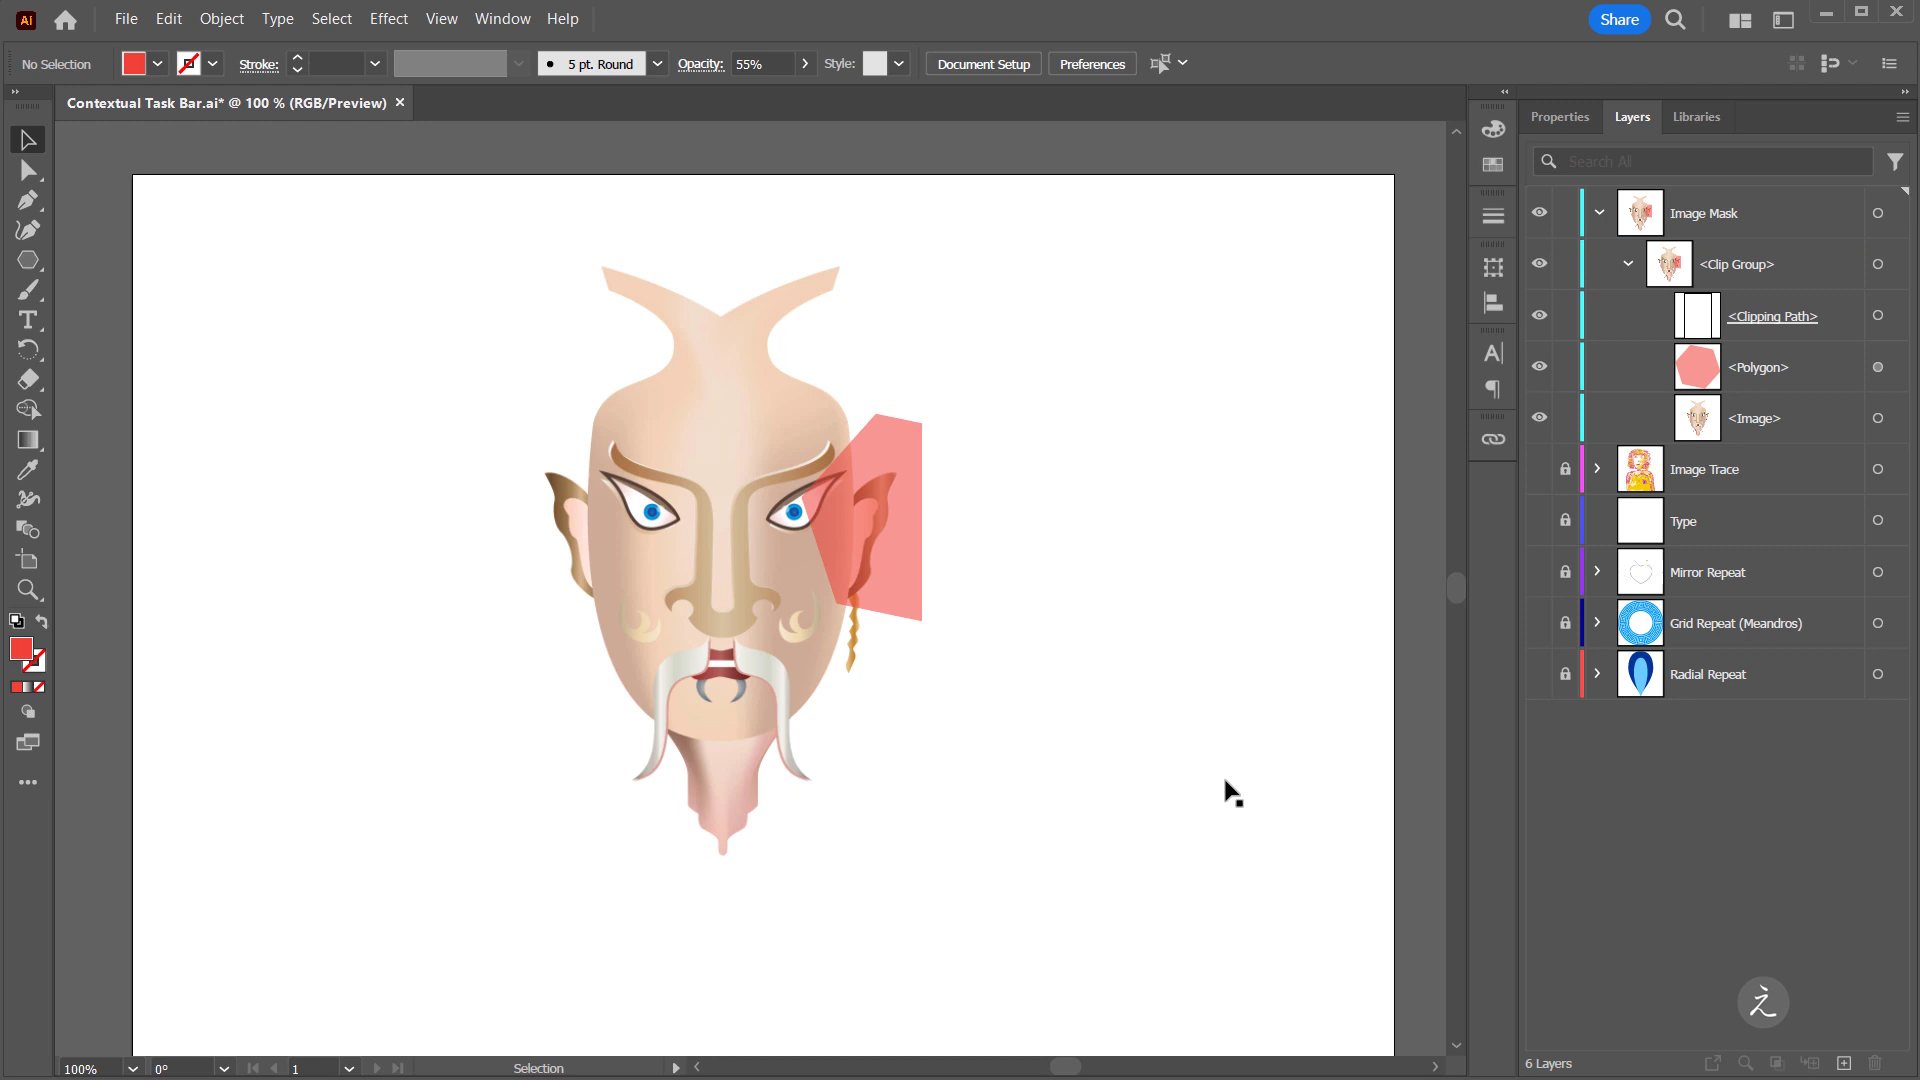 Ai
File Edit Object Type Select Effect View Window Help
Share
No Selection
Stroke:
5 pt. Round
Opacity: 55%
Style:
Document Setup
Preferences
Contextual Task Bar.ai* @ 100 % (RGB/Preview)
Properties
Layers
Libraries
Search All
Image Mask
<Clip Group>
<Clipping Path>
<Polygon>
<Image>
Image Trace
Type
Mirror Repeat
Grid Repeat (Meandros)
Radial Repeat
6 Layers
100%
0°
1
Selection